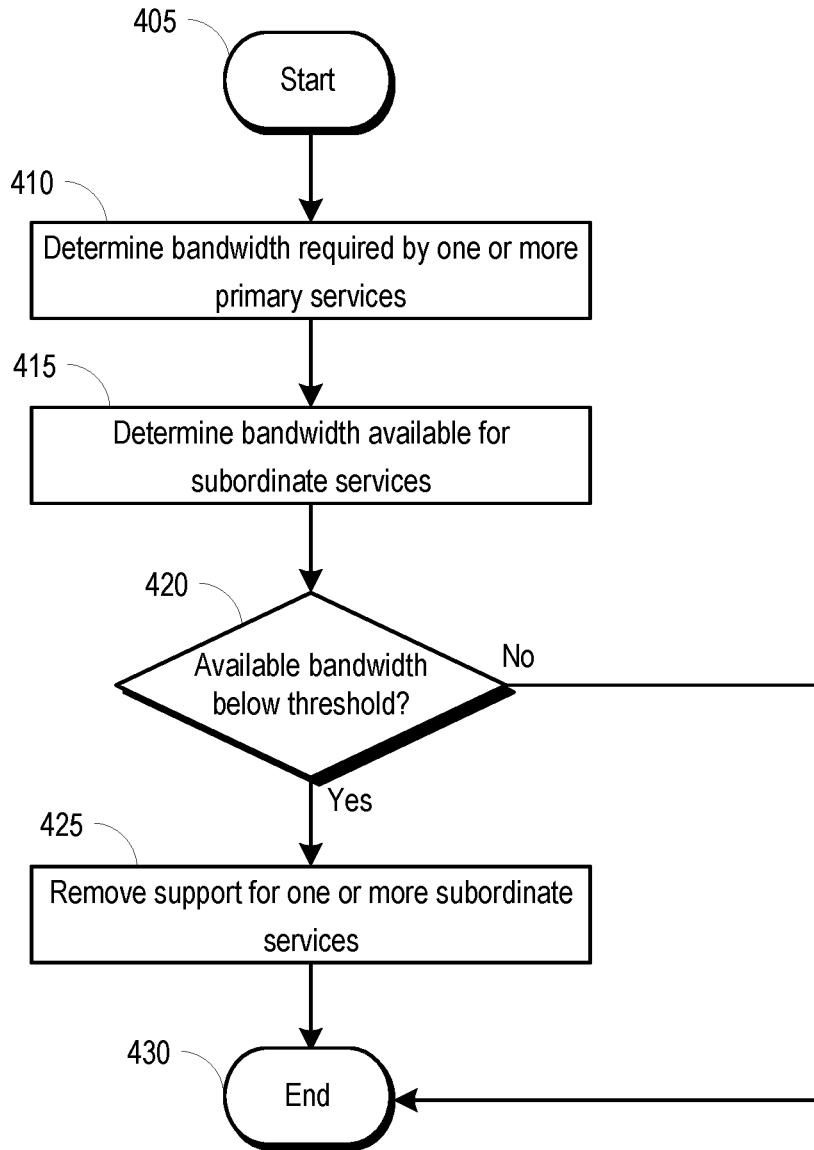 405
Start
410
Determine bandwidth required by one or more
primary services
415
Determine bandwidth available for
subordinate services
420
Available bandwidth
below threshold?
No
Yes
425
Remove support for one or more subordinate
services
430
End